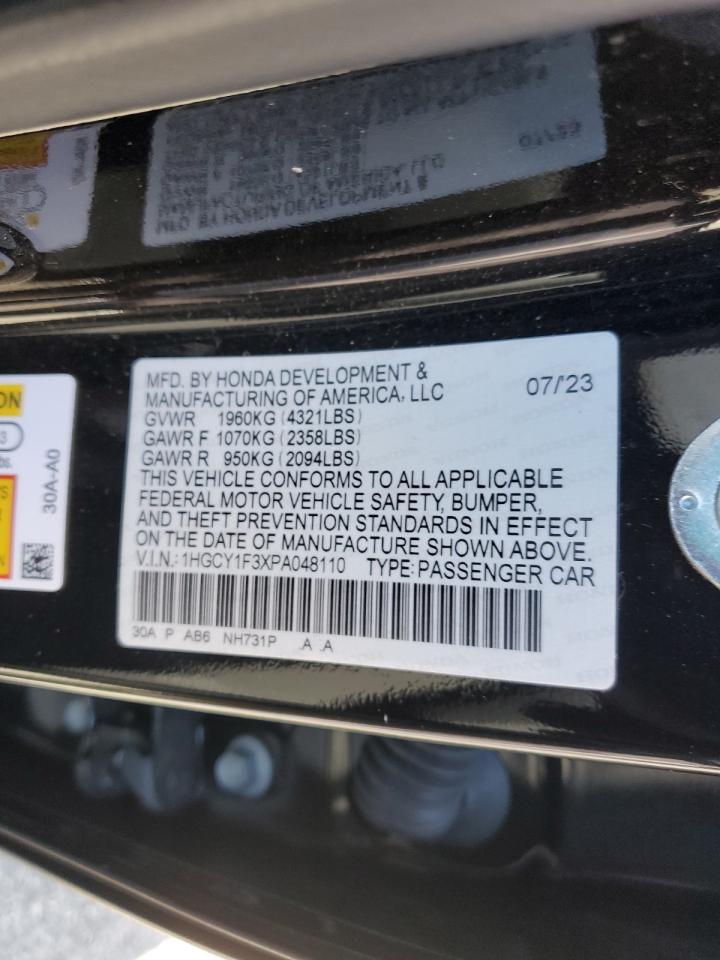 MFD. BY HONDA DEVELOPMENT &
MANUFACTURING OF AMERICA, LLC 07/'23
GVWR 1960KG (4321LBS)
GAWR F 1070KG (2358LBS)
GAWR R 950KG (2094LBS)
THIS VEHICLE CONFORMS TO ALL APPLICABLE
FEDERAL MOTOR VEHICLE SAFETY, BUMPER,
AND THEFT PREVENTION STANDARDS IN EFFECT
ON THE DATE OF MANUFACTURE SHOWN ABOVE.
V.I.N.: 1HGCY1F3XPA048110 TYPE: PASSENGER CAR
30A P AB6 NH731P .A .A
30A-A0